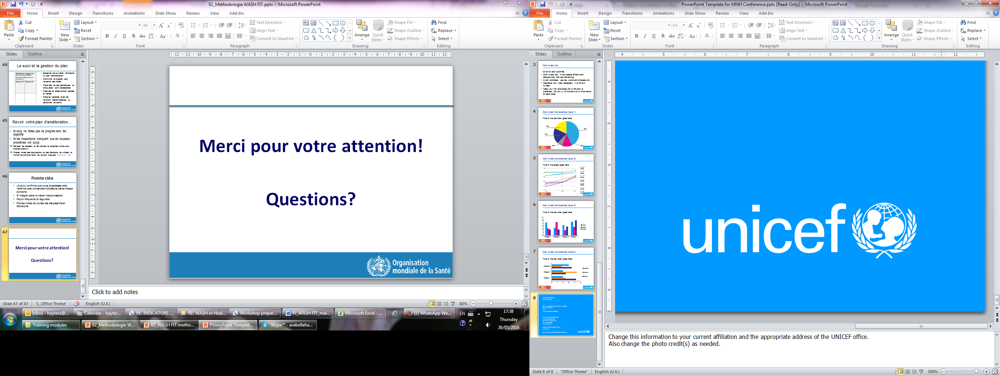 02_Methodologie WASH FIT.pptx - Microsoft PowerPoint
File Home Insert Design Transitions Animations Slide Show Review View Add-Ins
Cut
Copy
Format Painter
Paste
Clipboard
New
Slide
Layout
Reset
Section
Slides
44
Font
Text Direction
Align Text
Convert to SmartArt
Paragraph
Arrange
Quick
Styles
Shape Fill
Shape Outline
Shape Effects
Drawing
Find
Replace
Select
Editing
Slides Outline
44
Le suivi et la gestion du plan
Essentiel de surveiller l'efficacité
du plan d'amélioration
Confirmer le progrès vers
l'atteinte des cibles
Faire des revues périodiques ou
lorsqu'elles sont nécessaires
Mesures et observations rapides
et faciles
Faire en parallèle avec les
réunions hebdomadaires du
personnel de santé
45
Revoir votre plan d'amélioration...
Si vous ne faites pas de progrès vers les
objectifs
Si les inspections indiquent que de nouveaux
problèmes ont surgi
Révisez les dangers et les risques et adaptez votre plan
d'amélioration
Prenez notes des discussions et des décisions en utilisant le
format de compte rendu de réunion d'équipe
46
Points clés
Le suivi confirme que vous progressez vers
l'atteinte des cibles des indicateurs dans chaque
domaine
S'intégrer dans le travail hebdomadaire
Façon fréquente et régulière
Prenez notes de toutes les discussions et
décisions
47
Merci pour votre attention!
Questions?
Merci pour votre attention!
Questions?
Organisation
mondiale de la Santé
Click to add notes
Slide 47 of 47 "1_Office Theme" English (U.K.) 80%
Inbox - haytera@... Calendar - hayter... RE: INDICATORS ... RE: WASH in Heal... Workshop prepar... Fr_WASH FIT_mai... Microsoft Excel - ... (1) WhatsApp We... EN
Training modules 02_Methodologie W... 02_WASH FIT metho... PowerPoint Templat... Skype™ - arabellaha...
17:38
Thursday
26/05/2016
PowerPoint Template for MNH Conference.pptx [Read-Only] - Microsoft PowerPoint
File Home Insert Design Transitions Animations Slide Show Review View Add-Ins
Cut
Copy
Format Painter
Paste
Clipboard
New
Slide
Layout
Reset
Section
Slides
14
Font
Text Direction
Align Text
Convert to SmartArt
Paragraph
Arrange
Quick
Styles
Shape Fill
Shape Outline
Shape Effects
Drawing
Find
Replace
Select
Editing
Slides Outline
3
Click to add title
Click to add subtitle
Click to add text. Avoid special effects and
backgrounds that are distracting.
Avoid wordiness. use key words and phrases only
Capitalize only when necessary. It is difficult
to read
Keep your font size large (22 to 28 point is
preferred). Do not try to include a lot of information
on each slide.
unicef
4
Click to add title (example figure 1)
Title of the pie chart goes here
unicef
5
Click to add title (example figure 2)
Title of the graph goes here
unicef
6
Click to add title (example figure 3)
Title of the bar chart goes here
unicef
7
Click to add title (example figure 4)
Title of the bar chart goes here
unicef
8
unicef
unicef
Change this information to your current affiliation and the appropriate address of the UNICEF office.
Also change the photo credit(s) as needed.
Slide 8 of 8 "Office Theme" English (U.K.) 300%